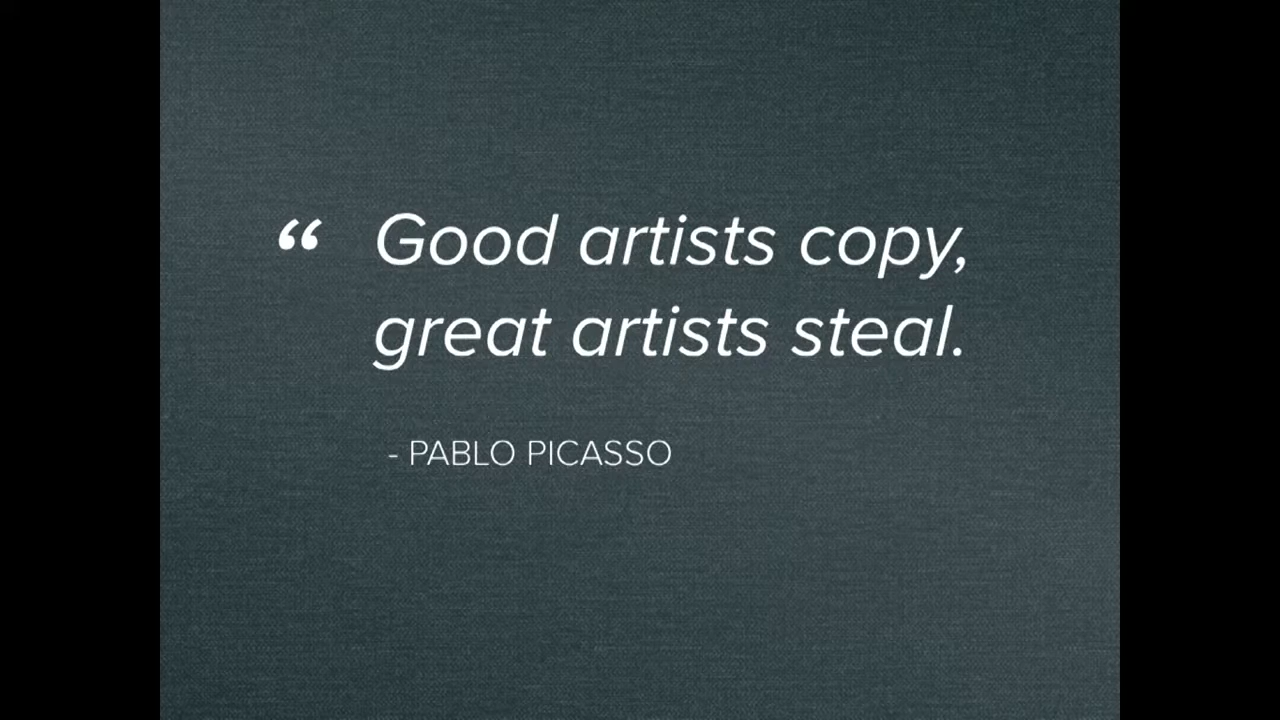 “ Good artists copy,
great artists steal.
- PABLO PICASSO